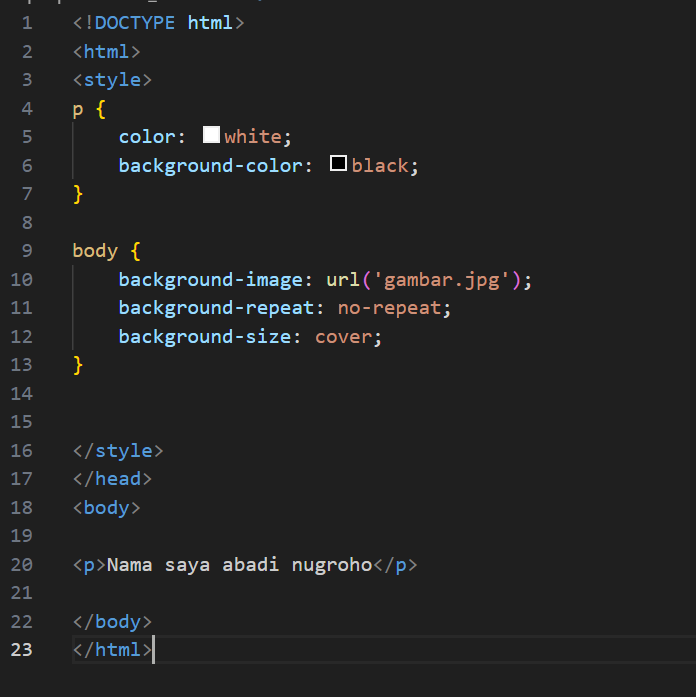 1 <!DOCTYPE html>
2 <html>
3 <style>
4 p {
5     color: white;
6     background-color: black;
7 }
8
9 body {
10     background-image: url('gambar.jpg');
11     background-repeat: no-repeat;
12     background-size: cover;
13 }
14
15
16 </style>
17 </head>
18 <body>
19
20 <p>Nama saya abadi nugroho</p>
21
22 </body>
23 </html>